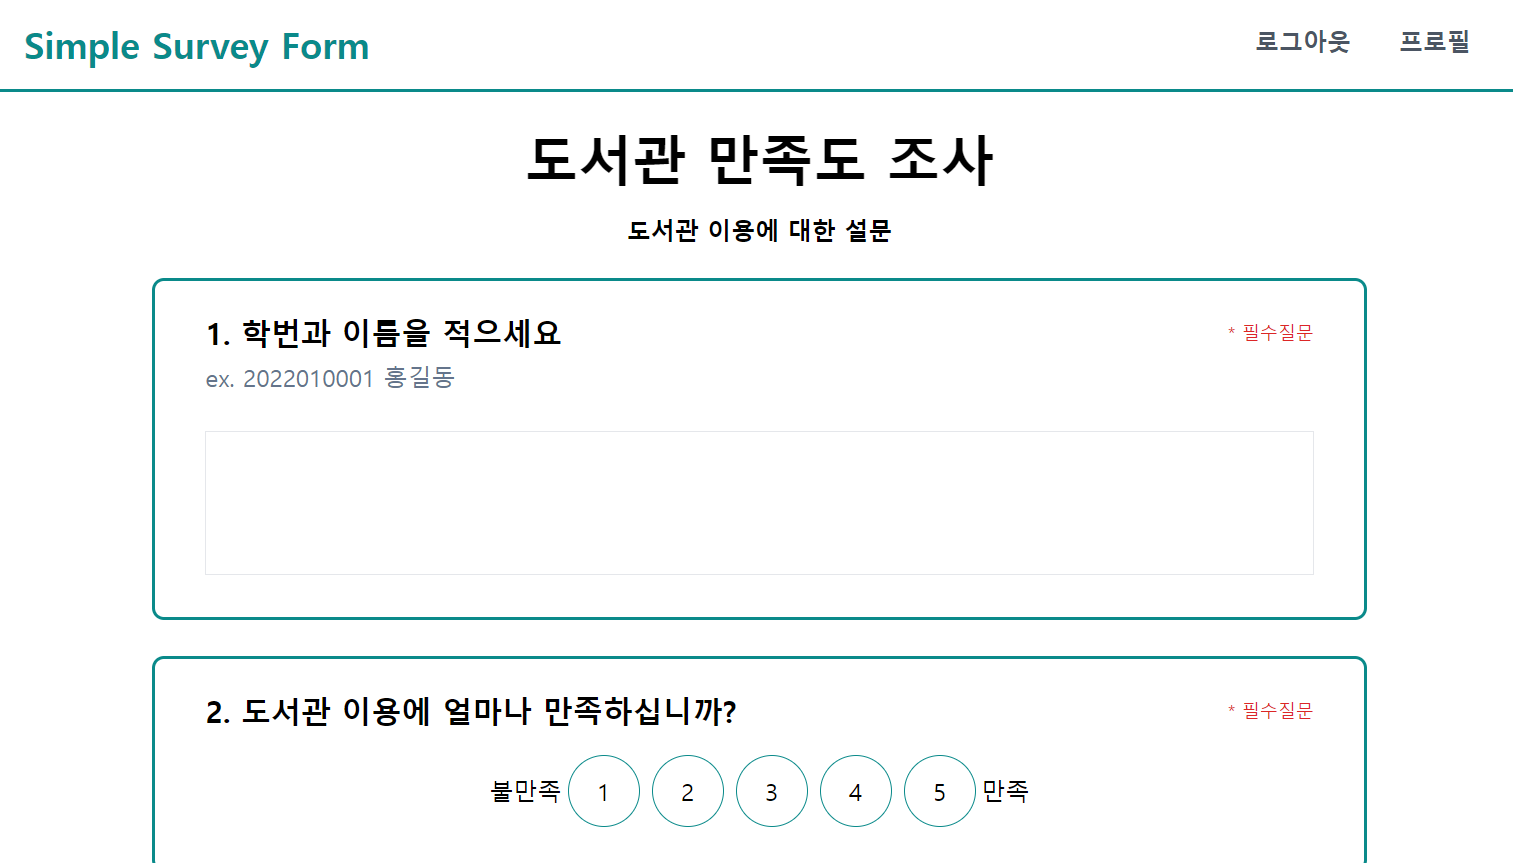 Simple Survey Form 로그아웃 프로필
도서관 만족도 조사
도서관 이용에 대한 설문
1. 학번과 이름을 적으세요 * 필수질문
ex. 2022010001 홍길동
2. 도서관 이용에 얼마나 만족하십니까? * 필수질문
불만족 1 2 3 4 5 만족